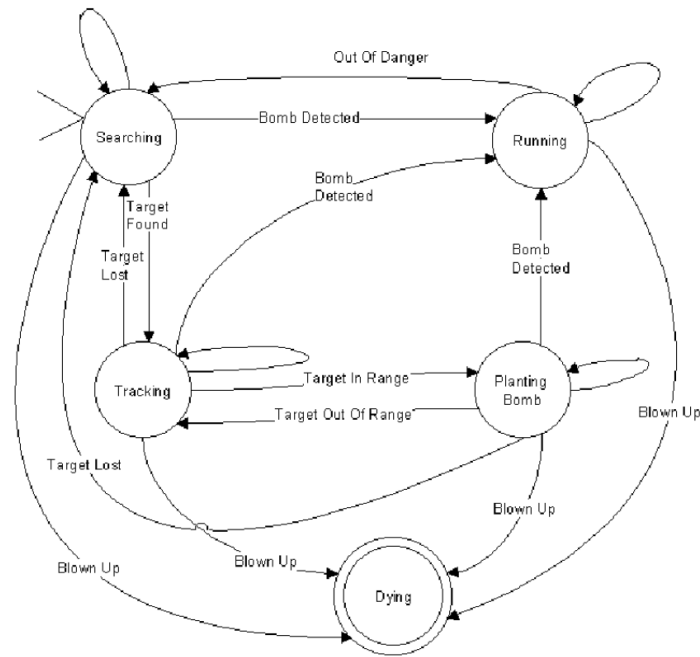 Out Of Danger
Searching
Bomb Detected
Running
Bomb
Detected
Target
Found
Target
Lost
Bomb
Detected
Tracking
Target In Range
Planting
Bomb
Target Out Of Range
Blown Up
Target Lost
Blown Up
Blown Up
Blown Up
Dying